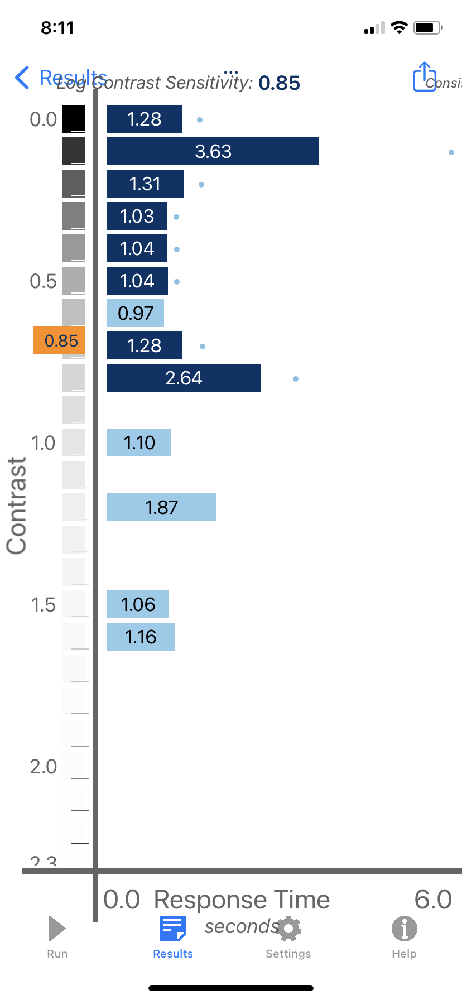 8:11
Results
...
Log Contrast Sensitivity: 0.85
Consis
0.0
1.28
3.63
1.31
1.03
1.04
0.5
1.04
0.97
0.85
1.28
2.64
1.0
1.10
Contrast
1.87
1.5
1.06
1.16
2.0
2.3
0.0 Response Time 6.0
seconds
Run
Results
Settings
Help